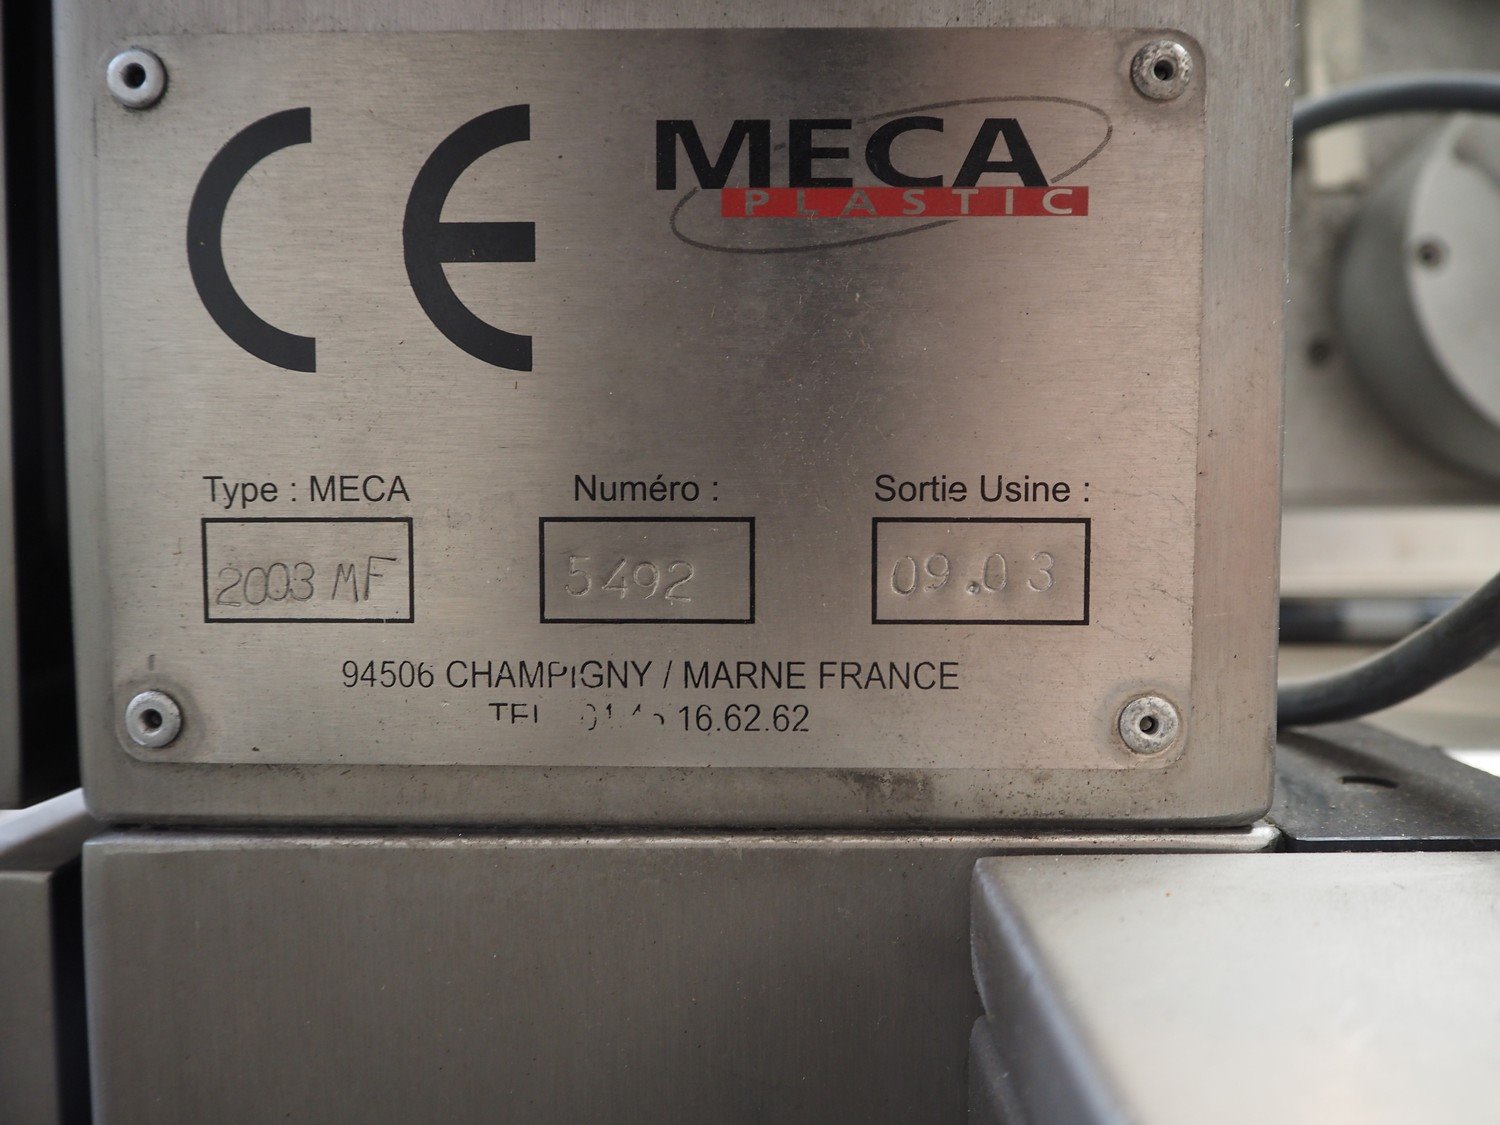 CE
MECA
PLASTIC
Type : MECA Numéro : Sortie Usine :
2003 MF 5492 09.03
94506 CHAMPIGNY / MARNE FRANCE
TEL 16.62.62